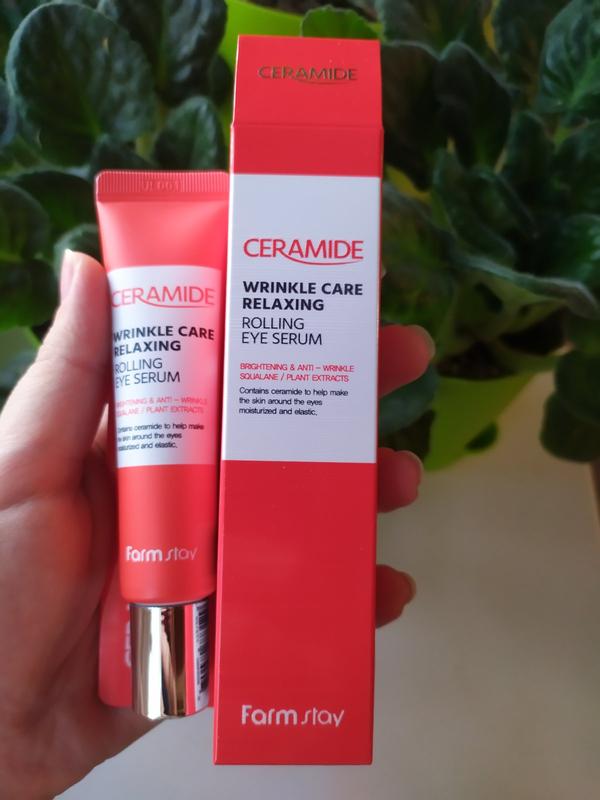 CERAMIDE
CERAMIDE
WRINKLE CARE
RELAXING
ROLLING
EYE SERUM
BRIGHTENING & ANTI - WRINKLE
SQUALANE / PLANT EXTRACTS
Contains ceramide to help make
the skin around the eyes
moisturized and elastic.
Farmstay
CERAMIDE
WRINKLE CARE
RELAXING
ROLLING
EYE SERUM
BRIGHTENING & ANTI - WRINKLE
SQUALANE / PLANT EXTRACTS
Contains ceramide to help make
the skin around the eyes
moisturized and elastic.
Farmstay